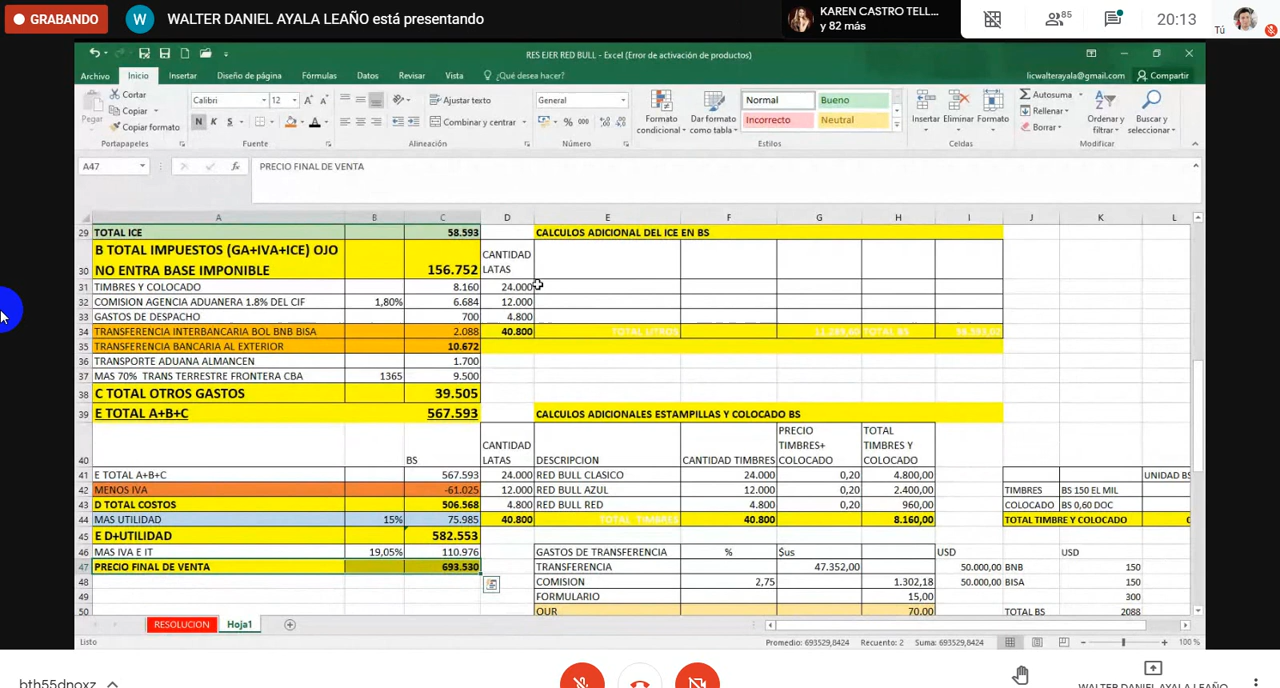 GRABANDO
W
WALTER DANIEL AYALA LEAÑO está presentando
KAREN CASTRO TELL...
y 82 más
85
20:13
Tú
RES EJER RED BULL - Excel (Error de activación de productos)
Archivo Inicio Insertar Diseño de página Fórmulas Datos Revisar Vista ¿Qué desea hacer? licwalterayala@gmail.com Compartir
Pegar
Cortar
Copiar
Copiar formato
Portapapeles
Calibri 12
N K S
Fuente
Ajustar texto
Combinar y centrar
Alineación
General
% 000
Número
Formato condicional
Dar formato como tabla
Normal Bueno
Incorrecto Neutral
Estilos
Insertar Eliminar Formato
Celdas
Autosuma
Rellenar
Borrar
Ordenar y filtrar
Buscar y seleccionar
Modificar
A47 fx PRECIO FINAL DE VENTA
A B C D E F G H I J K L
29 TOTAL ICE 58.593 CALCULOS ADICIONAL DEL ICE EN BS
30 B TOTAL IMPUESTOS (GA+IVA+ICE) OJO NO ENTRA BASE IMPONIBLE 156.752 CANTIDAD LATAS
31 TIMBRES Y COLOCADO 8.160 24.000
32 COMISION AGENCIA ADUANERA 1.8% DEL CIF 1,80% 6.684 12.000
33 GASTOS DE DESPACHO 700 4.800
34 TRANSFERENCIA INTERBANCARIA BOL BNB BISA 2.088 40.800 TOTAL LITROS TOTAL BS
35 TRANSFERENCIA BANCARIA AL EXTERIOR 10.672
36 TRANSPORTE ADUANA ALMANCEN 1.700
37 MAS 70% TRANS TERRESTRE FRONTERA CBA 1365 9.500
38 C TOTAL OTROS GASTOS 39.505
39 E TOTAL A+B+C 567.593 CALCULOS ADICIONALES ESTAMPILLAS Y COLOCADO BS
40 BS CANTIDAD LATAS DESCRIPCION CANTIDAD TIMBRES PRECIO TIMBRES+ COLOCADO TOTAL TIMBRES Y COLOCADO
41 E TOTAL A+B+C 567.593 24.000 RED BULL CLASICO 24.000 0,20 4.800,00 UNIDAD BS
42 MENOS IVA -61.025 12.000 RED BULL AZUL 12.000 0,20 2.400,00 TIMBRES BS 150 EL MIL
43 D TOTAL COSTOS 506.568 4.800 RED BULL RED 4.800 0,20 960,00 COLOCADO BS 0,60 DOC
44 MAS UTILIDAD 15% 75.985 40.800 TOTAL TIMBRES 40.800 8.160,00 TOTAL TIMBRE Y COLOCADO 0
45 E D+UTILIDAD 582.553
46 MAS IVA E IT 19,05% 110.976 GASTOS DE TRANSFERENCIA % $us USD USD
47 PRECIO FINAL DE VENTA 693.530 TRANSFERENCIA 47.352,00 50.000,00 BNB 150
48 COMISION 2,75 1.302,18 50.000,00 BISA 150
49 FORMULARIO 15,00 300
50 OUR 70,00 TOTAL BS 2088
RESOLUCION Hoja1
Listo Promedio: 693529,8424 Recuento: 2 Suma: 693529,8424 100 %
bth55dnoxz
WALTER DANIEL AYALA LEAÑO